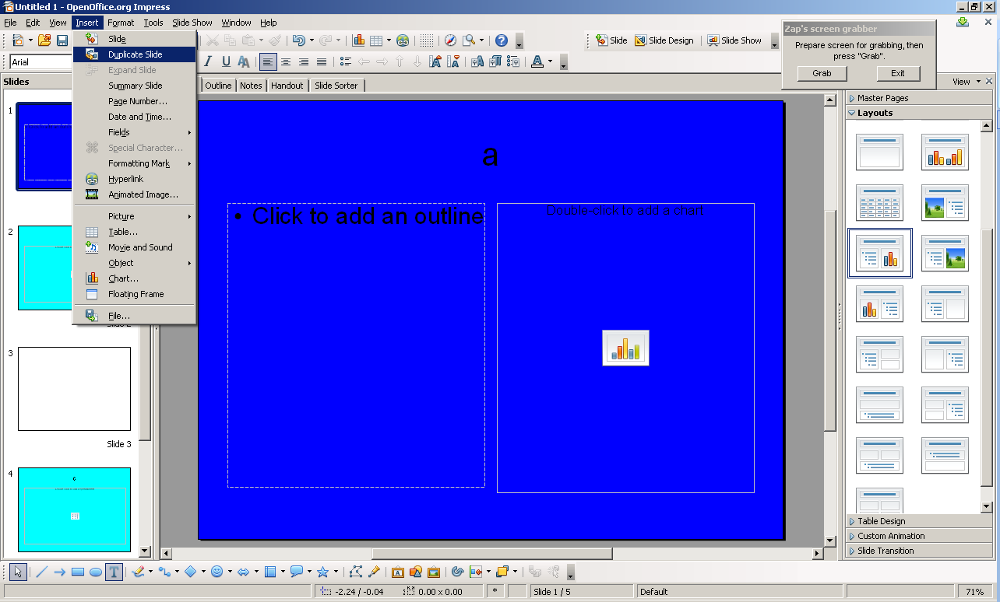 Untitled 1 - OpenOffice.org Impress
File Edit View Insert Format Tools Slide Show Window Help
Slide
Duplicate Slide
Expand Slide
Summary Slide
Page Number...
Date and Time...
Fields
Special Character...
Formatting Mark
Hyperlink
Animated Image...
Picture
Table...
Movie and Sound
Object
Chart...
Floating Frame
File...
Slide Slide Design Slide Show
Zap's screen grabber
Prepare screen for grabbing, then
press "Grab".
Grab Exit
Arial
Slides
Outline Notes Handout Slide Sorter
View
1
2
3
Slide 3
4
c
a
• Click to add an outline
Double-click to add a chart
Master Pages
Layouts
Table Design
Custom Animation
Slide Transition
-2.24 / -0.04 0.00 x 0.00 * Slide 1 / 5 Default 71%